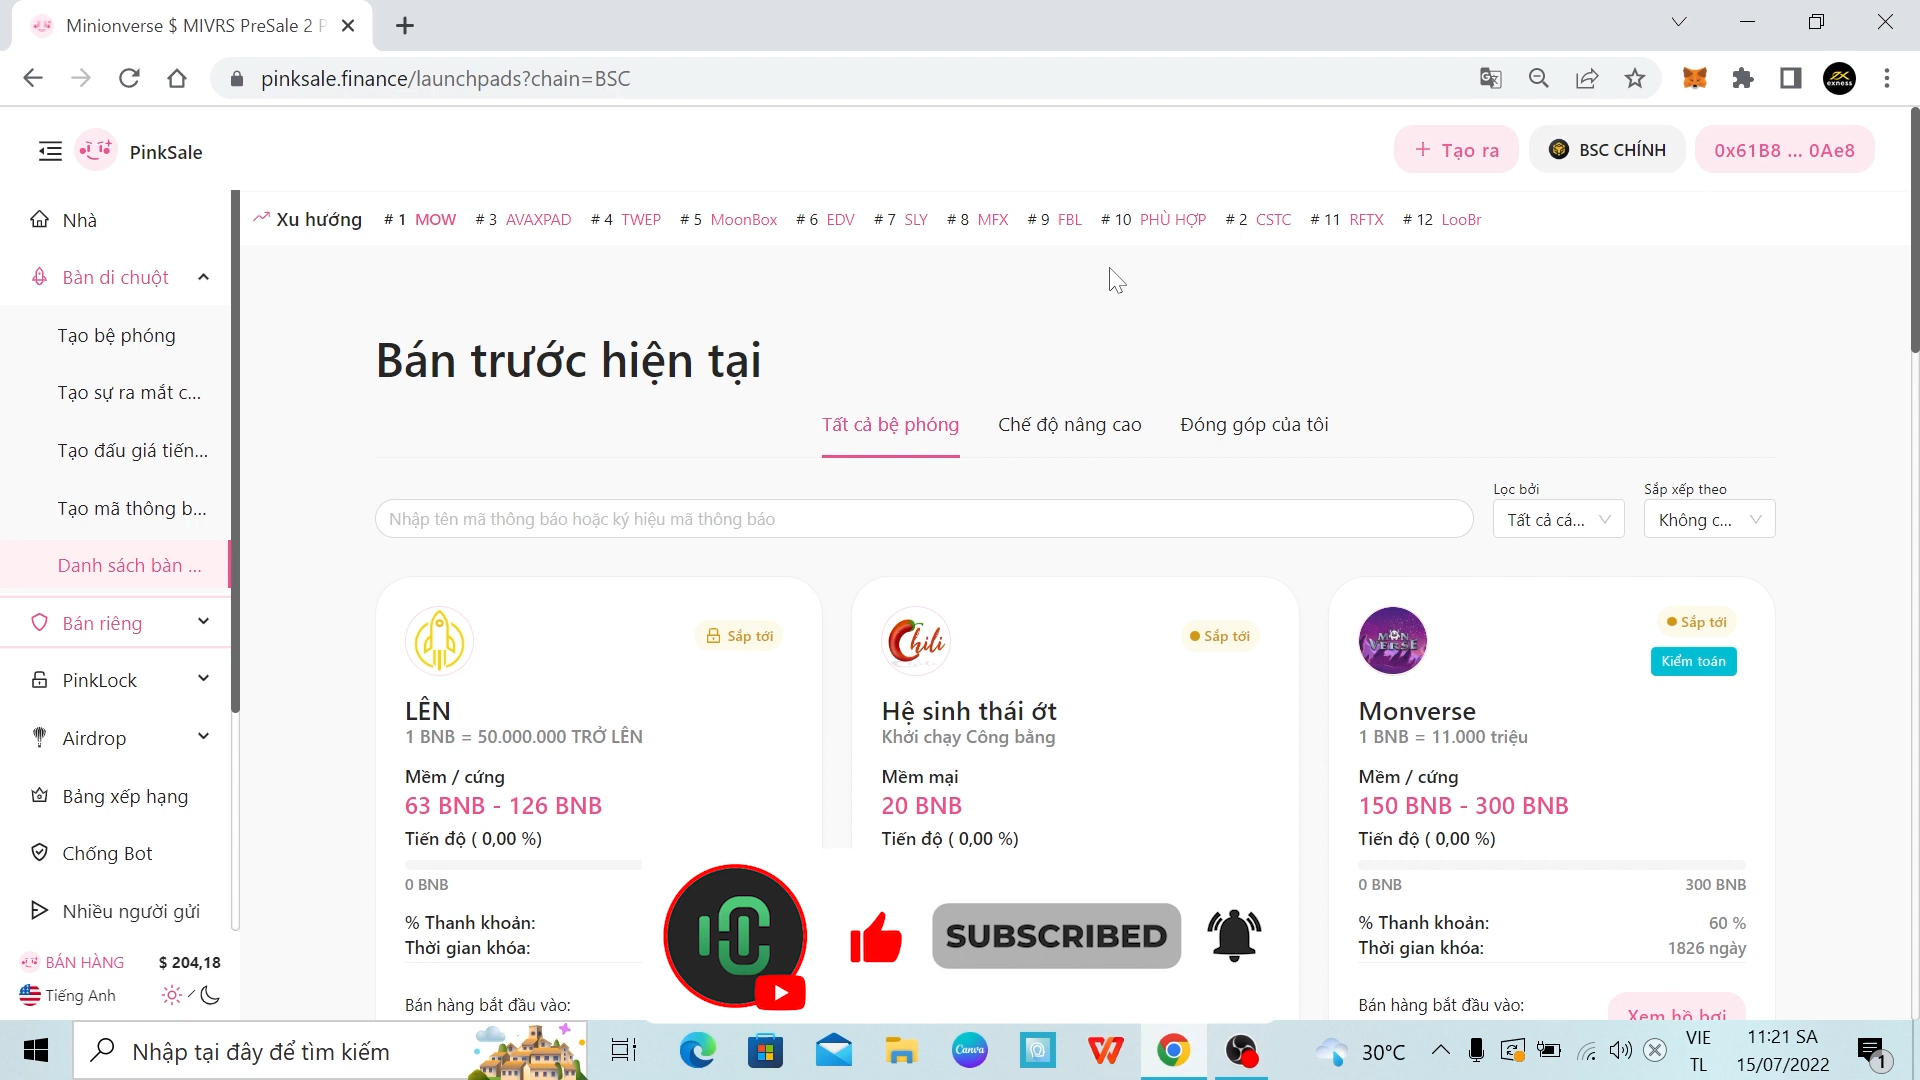 Minionverse $ MIVRS PreSale 2 P
pinksale.finance/launchpads?chain=BSC
exness
PinkSale
Tạo ra
BSC CHÍNH
0x61B8 ... 0Ae8
Xu hướng # 1 MOW # 3 AVAXPAD # 4 TWEP # 5 MoonBox # 6 EDV # 7 SLY # 8 MFX # 9 FBL # 10 PHÙ HỢP # 2 CSTC # 11 RFTX # 12 LooBr
Nhà
Bàn di chuột
Tạo bệ phóng
Tạo sự ra mắt c...
Tạo đấu giá tiến...
Tạo mã thông b...
Danh sách bàn ...
Bán riêng
PinkLock
Airdrop
Bảng xếp hạng
Chống Bot
Nhiều người gửi
BÁN HÀNG $ 204,18
Tiếng Anh
Bán trước hiện tại
Tất cả bệ phóng Chế độ nâng cao Đóng góp của tôi
Lọc bởi
Sắp xếp theo
Nhập tên mã thông báo hoặc ký hiệu mã thông báo
Tất cả cá...
Không c...
Sắp tới
LÊN
1 BNB = 50.000.000 TRỞ LÊN
Mềm / cứng
63 BNB - 126 BNB
Tiến độ ( 0,00 %)
0 BNB
% Thanh khoản:
Thời gian khóa:
Bán hàng bắt đầu vào:
Chili
Sắp tới
Hệ sinh thái ớt
Khởi chạy Công bằng
Mềm mại
20 BNB
Tiến độ ( 0,00 %)
MONVERSE
Sắp tới
Kiểm toán
Monverse
1 BNB = 11.000 triệu
Mềm / cứng
150 BNB - 300 BNB
Tiến độ ( 0,00 %)
0 BNB 300 BNB
% Thanh khoản: 60 %
Thời gian khóa: 1826 ngày
Bán hàng bắt đầu vào:
Xem hồ bơi
SUBSCRIBED
Nhập tại đây để tìm kiếm
Canva
30°C
VIE
TL
11:21 SA
15/07/2022
1